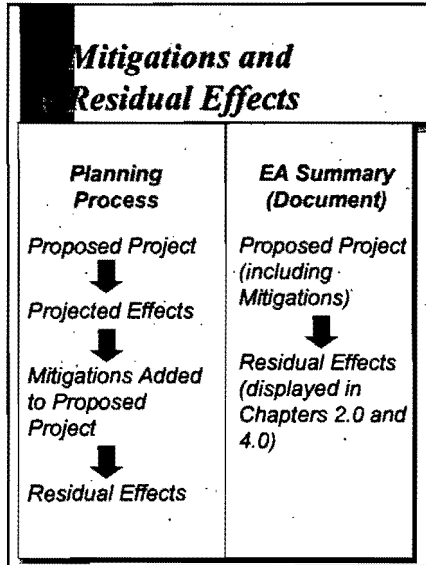 Mitigations and
Residual Effects
Planning
Process
Proposed Project
Projected Effects
Mitigations Added
to Proposed
Project
Residual Effects
EA Summary
(Document)
Proposed Project
(including
Mitigations)
Residual Effects
(displayed in
Chapters 2.0 and
4.0)